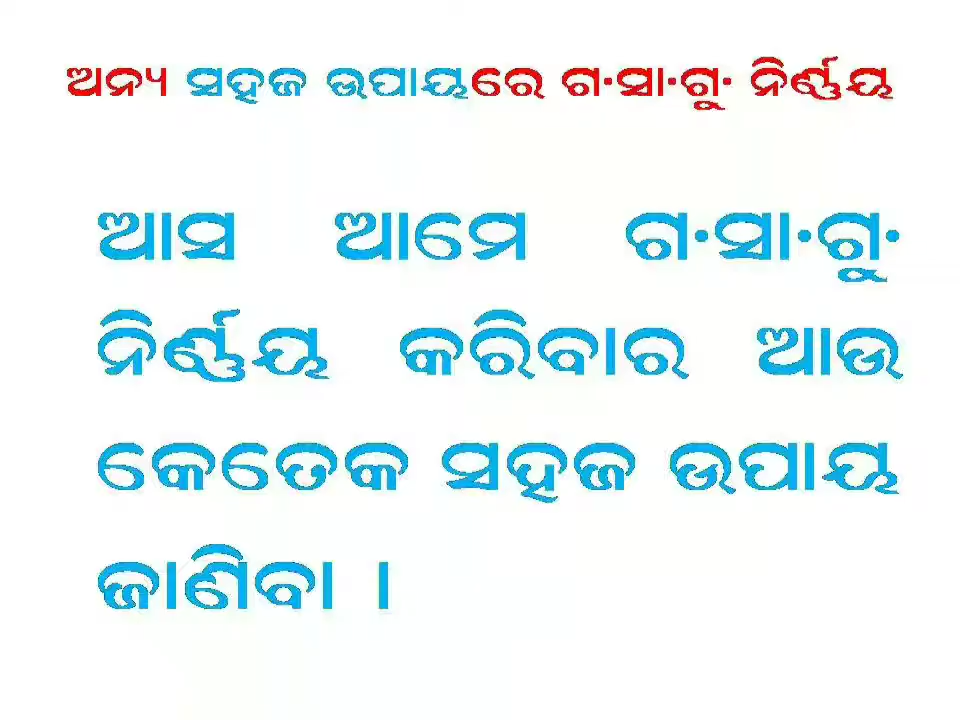 ଅନ୍ୟ ସହଜ ଉପାୟରେ ଗ.ସା.ଗୁ. ନିର୍ଣ୍ଣୟ
ଆସ ଆମେ ଗ.ସା.ଗୁ.
ନିର୍ଣ୍ଣୟ କରିବାର ଆଉ
କେତେକ ସହଜ ଉପାୟ
ଜାଣିବା ।